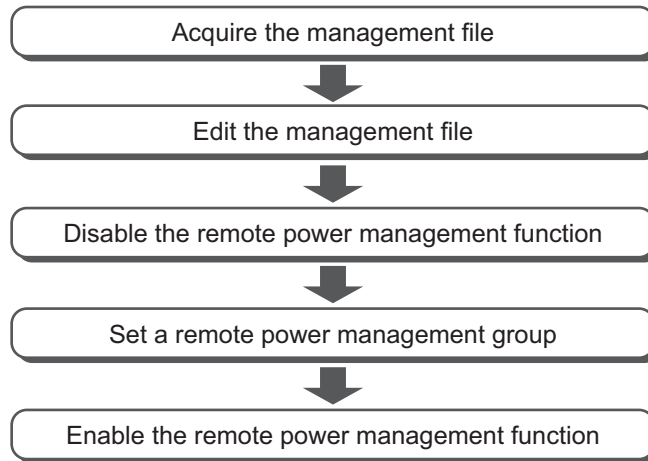 Acquire the management file
Edit the management file
Disable the remote power management function
Set a remote power management group
Enable the remote power management function